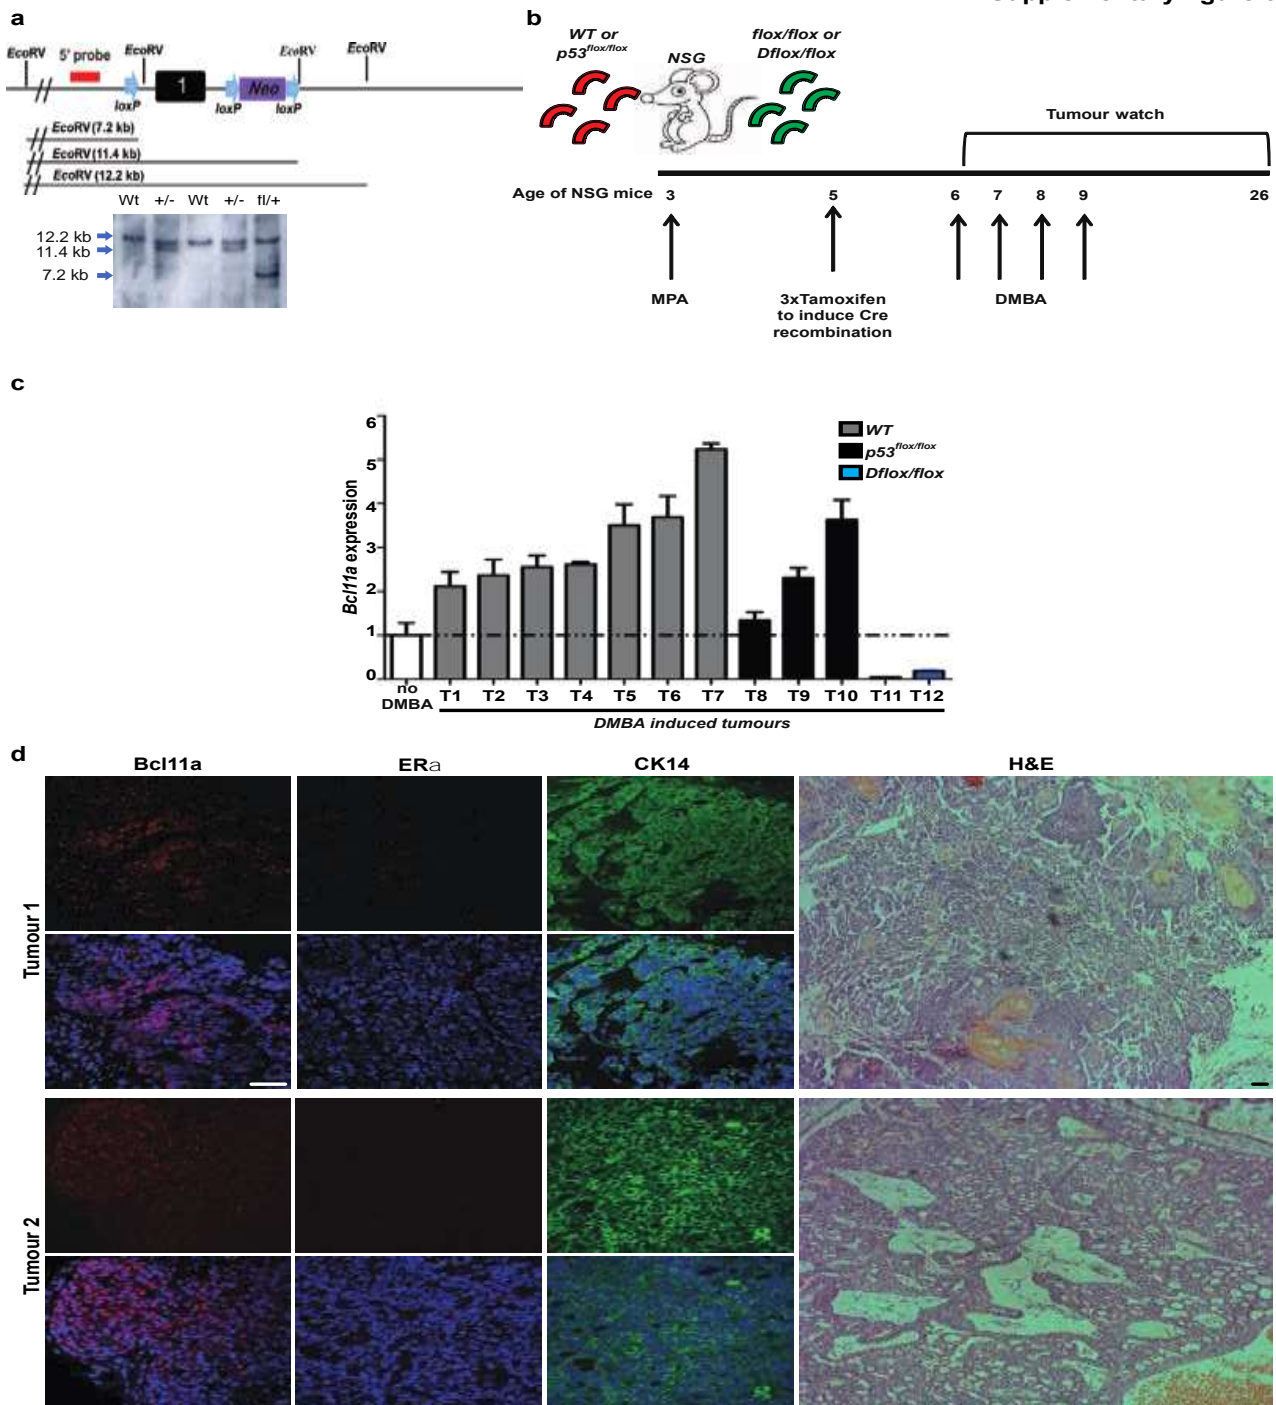 a
EcoRV
5' probe
EcoRV
EcoRV
EcoRV
1
Neo
loxP
loxP
loxP
EcoRV(7.2 kb)
EcoRV(11.4 kb)
EcoRV(12.2 kb)
Wt +/- Wt +/- fl/+
12.2 kb
11.4 kb
7.2 kb
b
WT or
p53flox/flox
NSG
flox/flox or
Dflox/flox
Tumour watch
Age of NSG mice 3 5 6 7 8 9 26
MPA
3xTamoxifen
to induce Cre
recombination
DMBA
c
Bcl11a expression
6
5
4
3
2
1
0
WT
p53flox/flox
Dflox/flox
no
DMBA
T1 T2 T3 T4 T5 T6 T7 T8 T9 T10 T11 T12
DMBA induced tumours
d
Bcl11a ERa CK14 H&E
Tumour 1
Tumour 2